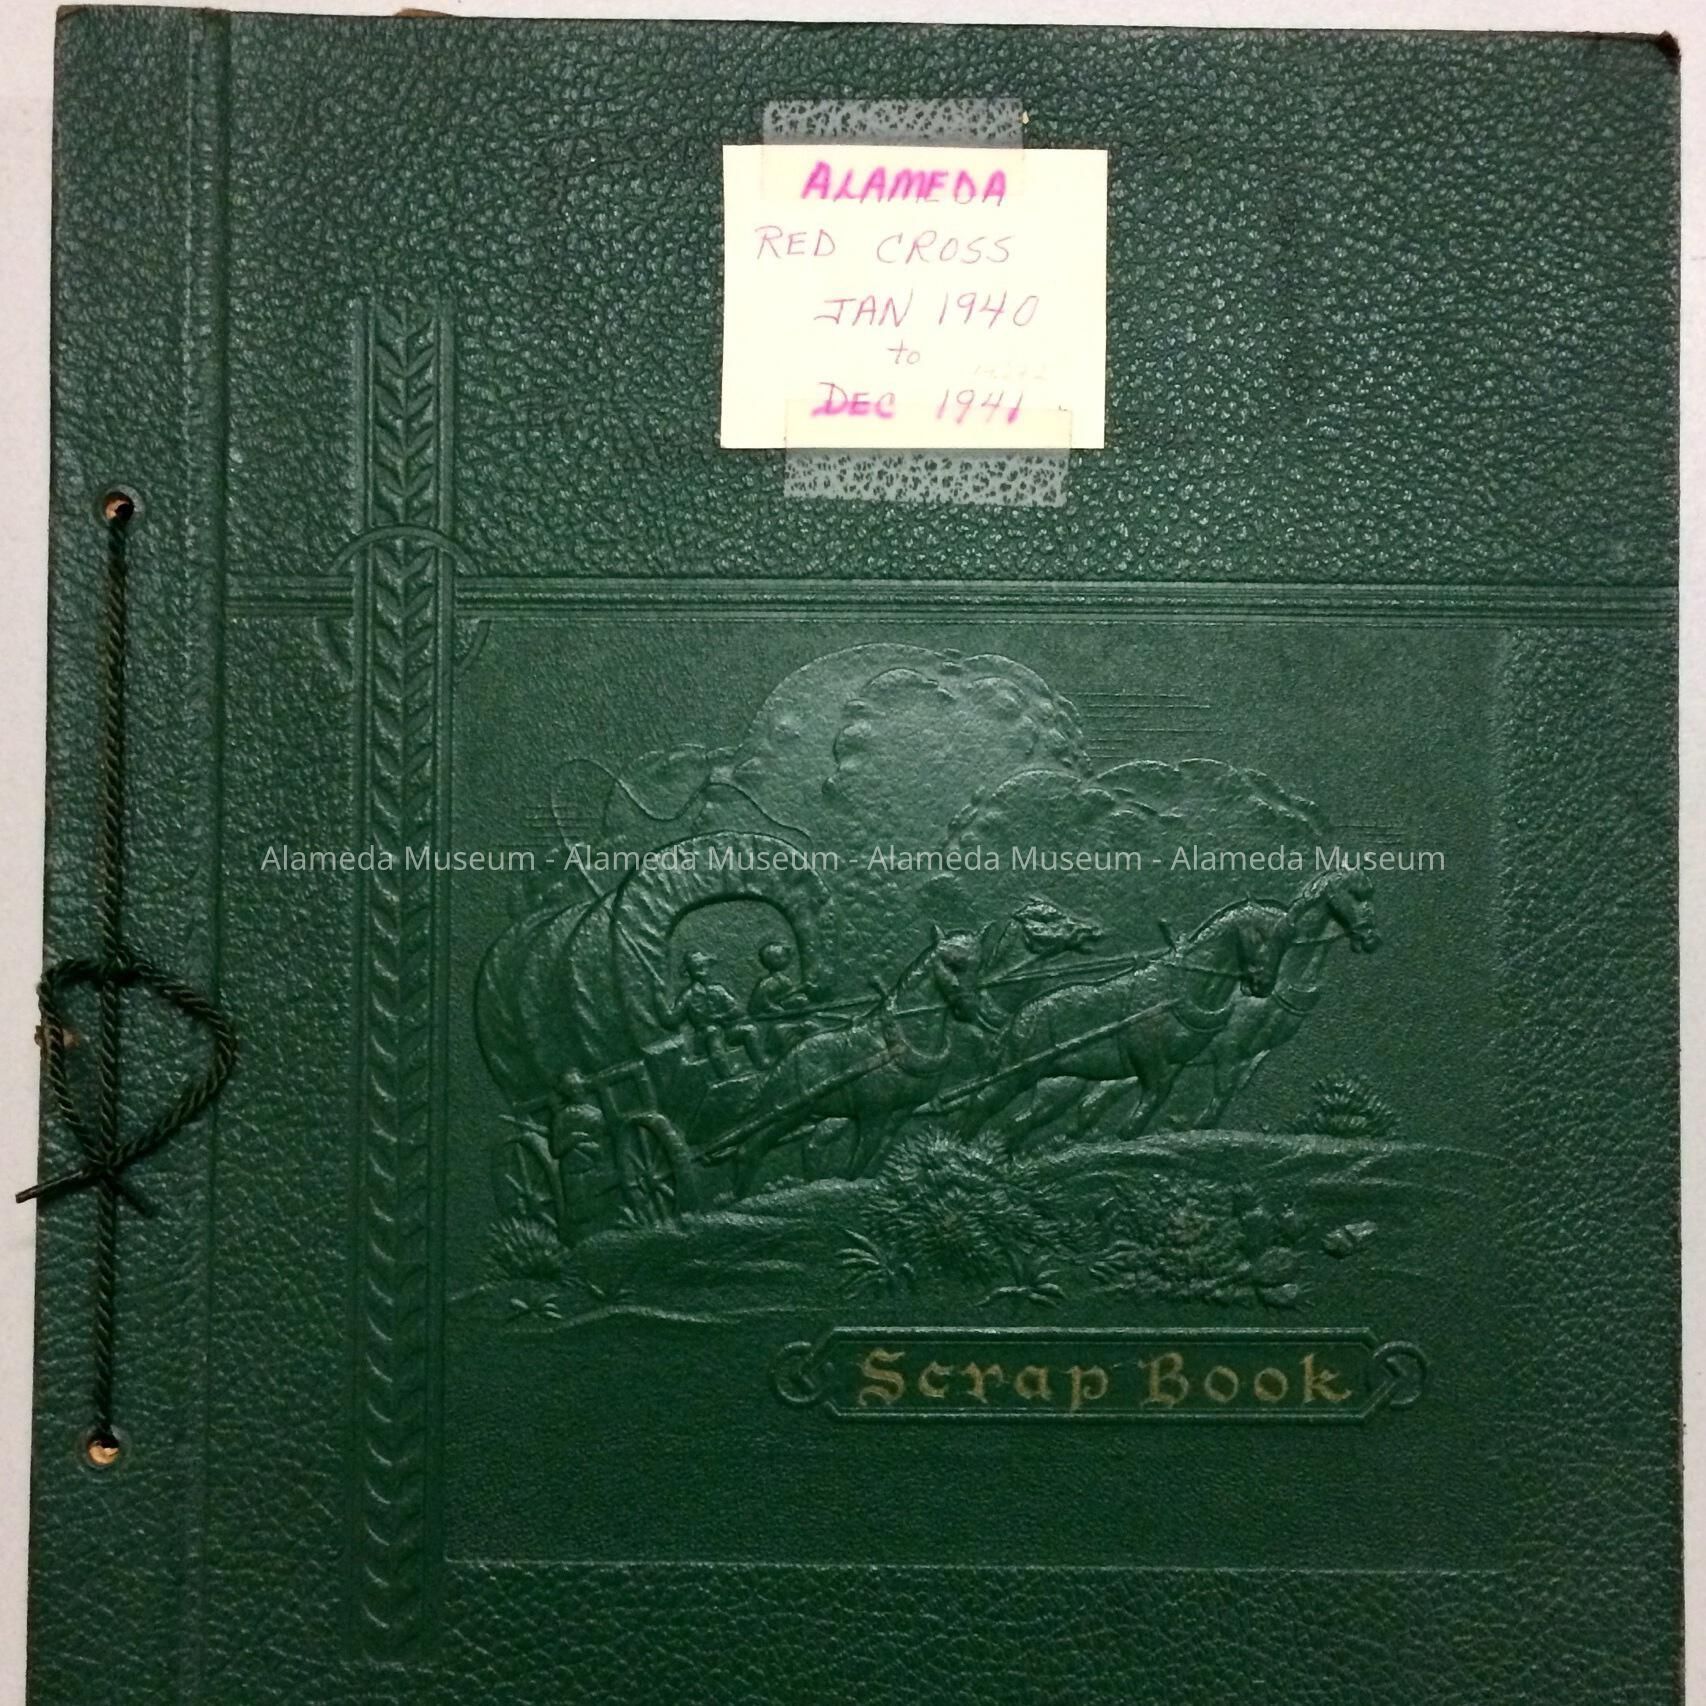 ALAMEDA
RED CROSS
JAN 1940
to
DEC 1941
Alameda Museum - Alameda Museum - Alameda Museum - Alameda Museum
Scrap Book